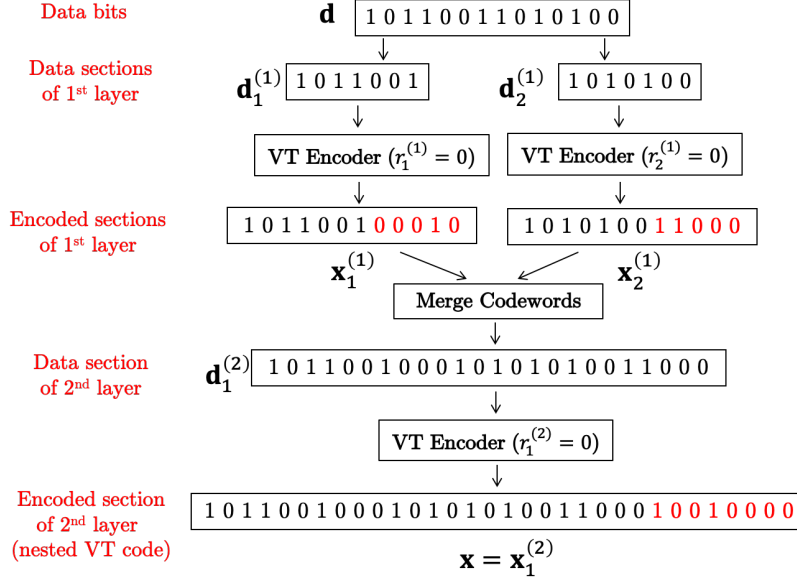 Data bits
d 1 0 1 1 0 0 1 1 0 1 0 1 0 0
Data sections
of 1st layer
d₁⁽¹⁾ 1 0 1 1 0 0 1
d₂⁽¹⁾ 1 0 1 0 1 0 0
VT Encoder (r₁⁽¹⁾ = 0)
VT Encoder (r₂⁽¹⁾ = 0)
Encoded sections
of 1st layer
1 0 1 1 0 0 1 0 0 0 1 0
1 0 1 0 1 0 0 1 1 0 0 0
x₁⁽¹⁾
x₂⁽¹⁾
Merge Codewords
Data section
of 2nd layer
d₁⁽²⁾ 1 0 1 1 0 0 1 0 0 0 1 0 1 0 1 0 1 0 0 1 1 0 0 0
VT Encoder (r₁⁽²⁾ = 0)
Encoded section
of 2nd layer
(nested VT code)
1 0 1 1 0 0 1 0 0 0 1 0 1 0 1 0 1 0 0 1 1 0 0 0 1 0 0 1 0 0 0 0
x = x₁⁽²⁾